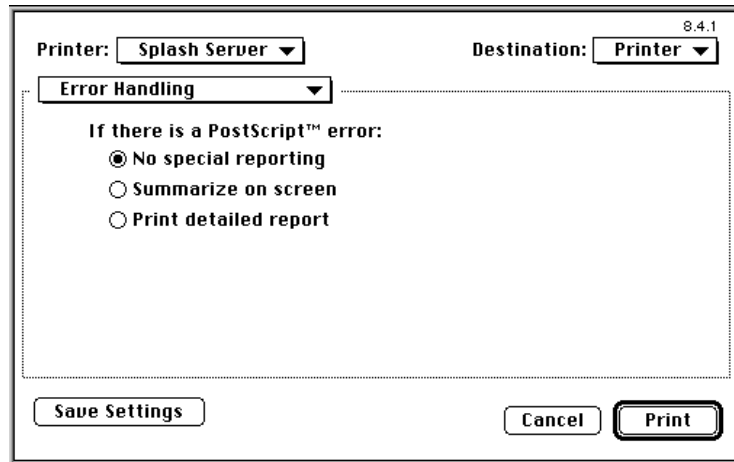 8.4.1
Printer: Splash Server Destination: Printer
Error Handling
If there is a PostScript™ error:
No special reporting
Summarize on screen
Print detailed report
Save Settings
Cancel Print